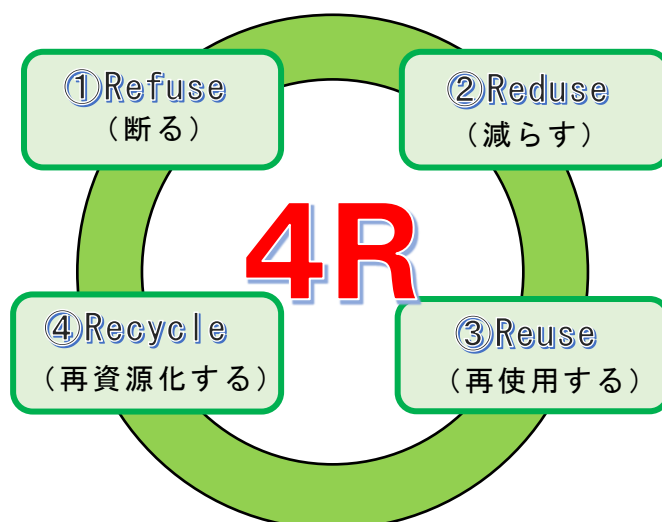 ①Refuse
（断る）
②Reduse
（減らす）
4R
④Recycle
（再資源化する）
③Reuse
（再使用する）